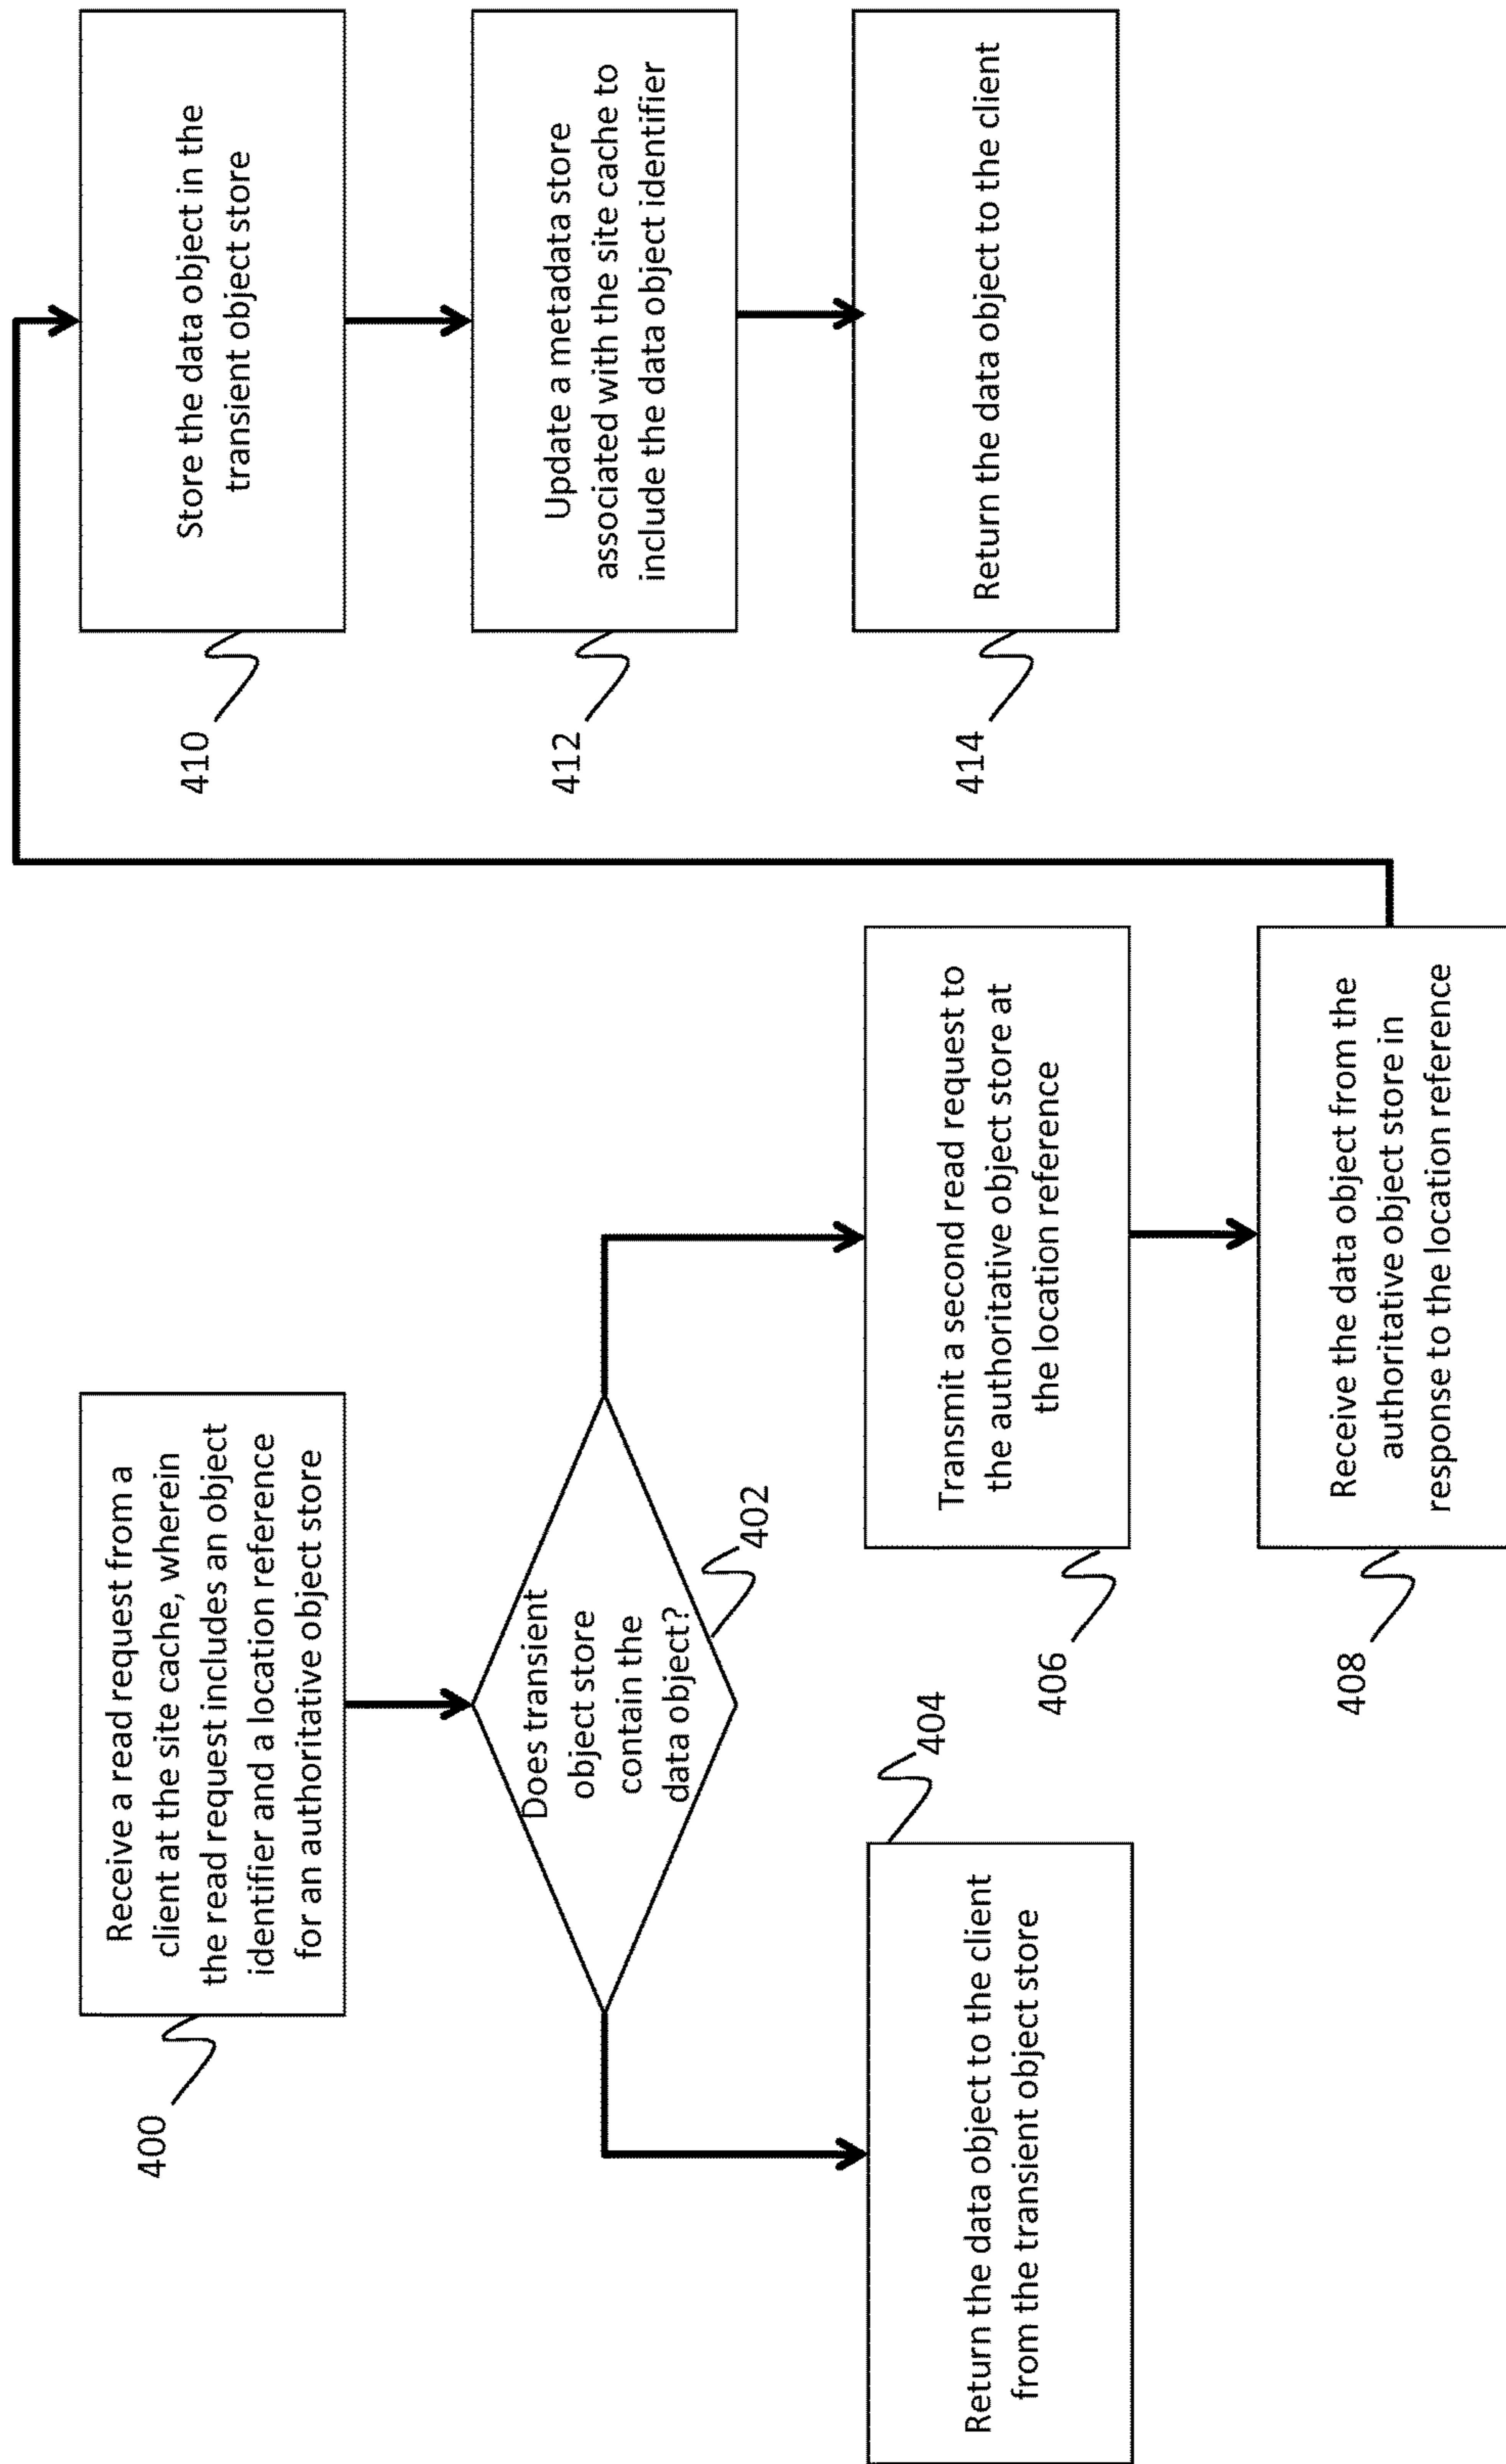 400
Receive a read request from a
client at the site cache, wherein
the read request includes an object
identifier and a location reference
for an authoritative object store
Does transient
object store
contain the
data object?
402
404
Return the data object to the client
from the transient object store
406
Transmit a second read request to
the authoritative object store at
the location reference
408
Receive the data object from the
authoritative object store in
response to the location reference
410
Store the data object in the
transient object store
412
Update a metadata store
associated with the site cache to
include the data object identifier
414
Return the data object to the client